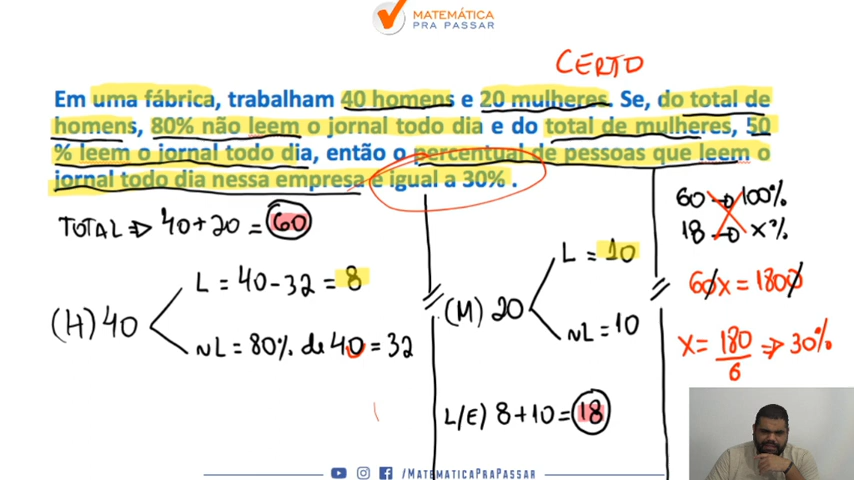 MATEMÁTICA
PRA PASSAR
CERTO
Em uma fábrica, trabalham 40 homens e 20 mulheres. Se, do total de
homens, 80% não leem o jornal todo dia e do total de mulheres, 50
% leem o jornal todo dia, então o percentual de pessoas que leem o
jornal todo dia nessa empresa é igual a 30% .
TOTAL ⇒ 40+20 = 60
(H) 40
L = 40-32 = 8
NL = 80% de 40 = 32
(M) 20
L = 10
NL = 10
L/E) 8+10 = 18
60 → 100%
18 → x%
60x = 1800
x = 180/6 ⇒ 30%
/MATEMATICAPRAPASSAR